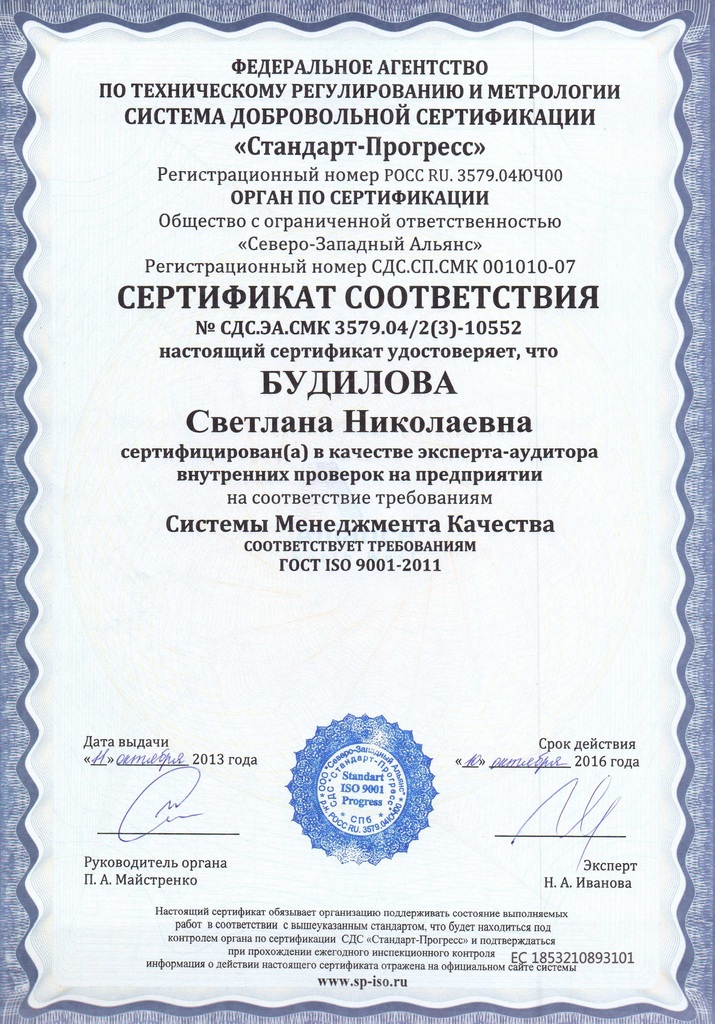 ФЕДЕРАЛЬНОЕ АГЕНТСТВО
ПО ТЕХНИЧЕСКОМУ РЕГУЛИРОВАНИЮ И МЕТРОЛОГИИ
СИСТЕМА ДОБРОВОЛЬНОЙ СЕРТИФИКАЦИИ
«Стандарт-Прогресс»
Регистрационный номер РОСС RU. 3579.04ЮЧ00
ОРГАН ПО СЕРТИФИКАЦИИ
Общество с ограниченной ответственностью
«Северо-Западный Альянс»
Регистрационный номер СДС.СП.СМК 001010-07
СЕРТИФИКАТ СООТВЕТСТВИЯ
№ СДС.ЭА.СМК 3579.04/2(3)-10552
настоящий сертификат удостоверяет, что
БУДИЛОВА
Светлана Николаевна
сертифицирован(а) в качестве эксперта-аудитора
внутренних проверок на предприятии
на соответствие требованиям
Системы Менеджмента Качества
СООТВЕТСТВУЕТ ТРЕБОВАНИЯМ
ГОСТ ISO 9001-2011
Дата выдачи
«11» октября 2013 года
Срок действия
«10» октября 2016 года
ООО "Северо-Западный Альянс"
СДС "Стандарт-Прогресс"
Standart
ISO 9001
Progress
СПб
р.н. РОСС RU. 3579.04ЮЧ00
Руководитель органа
П. А. Майстренко
Эксперт
Н. А. Иванова
Настоящий сертификат обязывает организацию поддерживать состояние выполняемых
работ в соответствии с вышеуказанным стандартом, что будет находиться под
контролем органа по сертификации СДС «Стандарт-Прогресс» и подтверждаться
при прохождении ежегодного инспекционного контроля
ЕС 1853210893101
информация о действии настоящего сертификата отражена на официальном сайте системы
www.sp-iso.ru